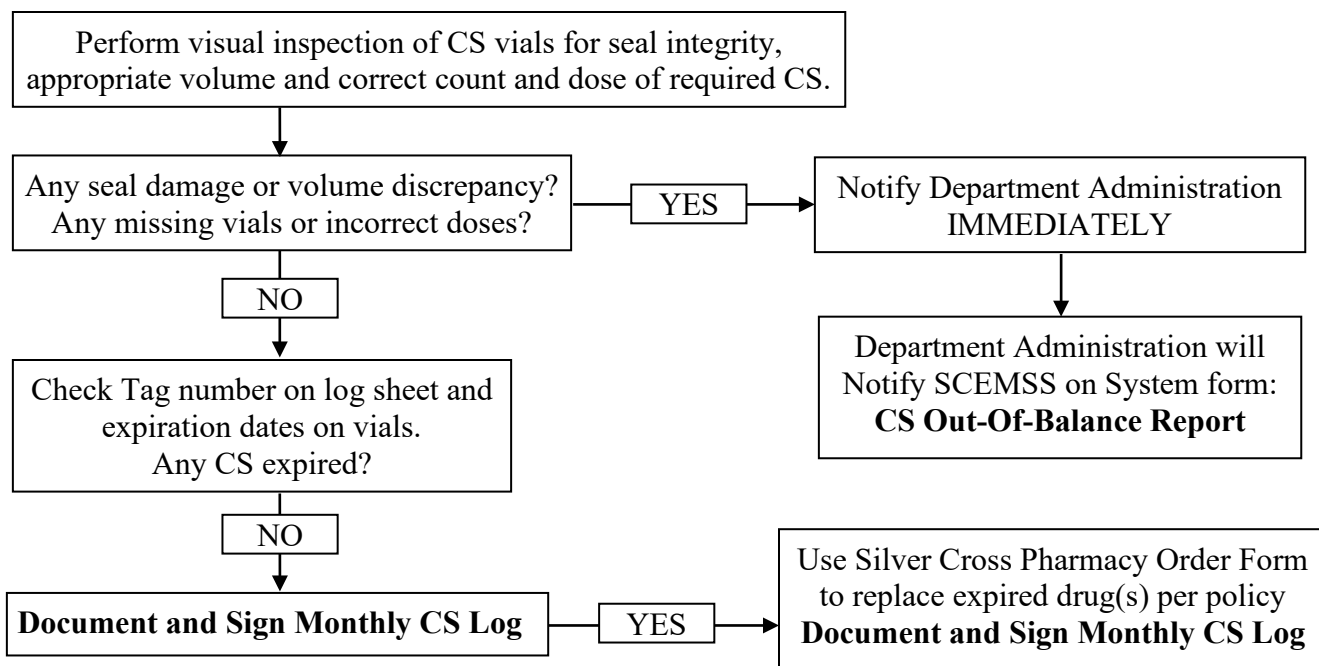 Perform visual inspection of CS vials for seal integrity,
appropriate volume and correct count and dose of required CS.
Any seal damage or volume discrepancy?
Any missing vials or incorrect doses?
YES
Notify Department Administration
IMMEDIATELY
NO
Department Administration will
Notify SCEMSS on System form:
CS Out-Of-Balance Report
Check Tag number on log sheet and
expiration dates on vials.
Any CS expired?
NO
Document and Sign Monthly CS Log
YES
Use Silver Cross Pharmacy Order Form
to replace expired drug(s) per policy
Document and Sign Monthly CS Log